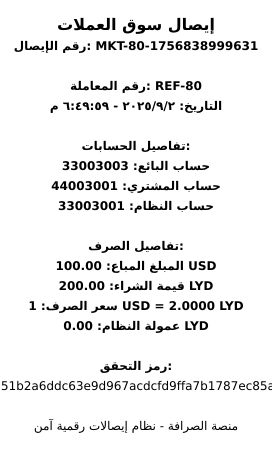 إيصال سوق العملات
رقم الإيصال: MKT-80-1756838999631
رقم المعاملة: REF-80
التاريخ: ٢٠٢٥/٩/٢ - ٦:٤٩:٥٩ م
تفاصيل الحسابات:
حساب البائع: 33003003
حساب المشتري: 44003001
حساب النظام: 33003001
تفاصيل الصرف:
المبلغ المباع: 100.00 USD
قيمة الشراء: 200.00 LYD
سعر الصرف: 1 USD = 2.0000 LYD
عمولة النظام: 0.00 LYD
رمز التحقق:
51b2a6ddc63e9d967acdcfd9ffa7b1787ec85a
منصة الصرافة - نظام إيصالات رقمية آمن